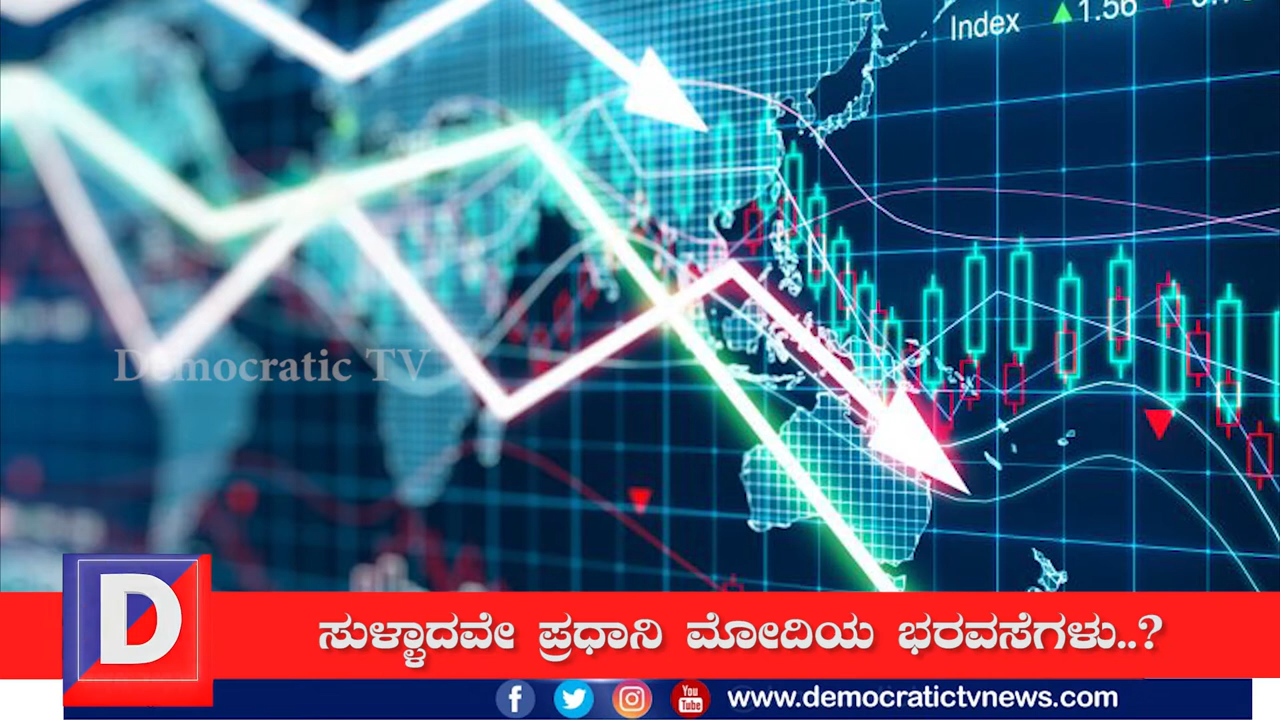 Index ▲1.56
Democratic TV
D
ಸುಳ್ಳಾದವೇ ಪ್ರಧಾನಿ ಮೋದಿಯ ಭರವಸೆಗಳು..?
You
Tube
www.democratictvnews.com